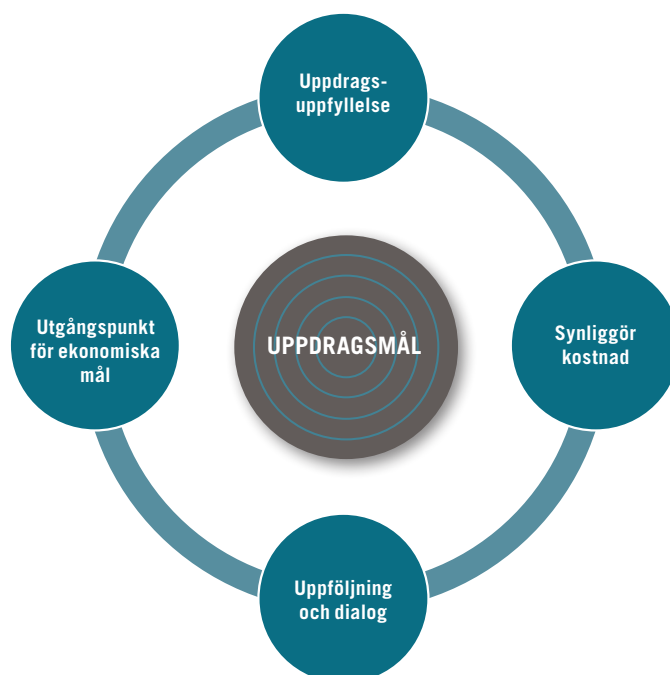 Uppdrags-
uppfyllelse
Utgångspunkt
för ekonomiska
mål
UPPDRAGSMÅL
Synliggör
kostnad
Uppföljning
och dialog